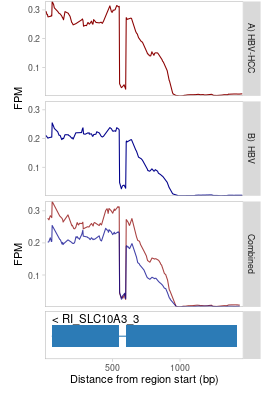 0.3
0.2
0.1
A) HBV-HCC
FPM
0.3
0.2
0.1
B) HBV
0.3
0.2
0.1
FPM
Combined
< RI_SLC10A3_3
500
1000
Distance from region start (bp)